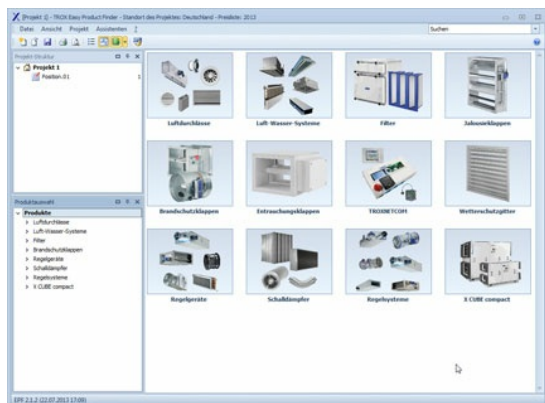 [Projekt 1] - TROX Easy Product Finder - Standort des Projektes: Deutschland - Preisliste: 2013
Datei Ansicht Projekt Assistenten ?
Suchen
Projekt-Struktur
Projekt 1
Position.01 1
Luftdurchlässe
Luft-Wasser-Systeme
Filter
Jalousieklappen
Brandschutzklappen
Entrauchungsklappen
TROXNETCOM
Wetterschutzgitter
Regelgeräte
Schalldämpfer
Regelsysteme
X CUBE compact
Produktauswahl
Produkte
Luftdurchlässe
Luft-Wasser-Systeme
Filter
Brandschutzklappen
Regelgeräte
Schalldämpfer
Regelsysteme
X CUBE compact
EPF 2.1.2 (22.07.2013 17:09)